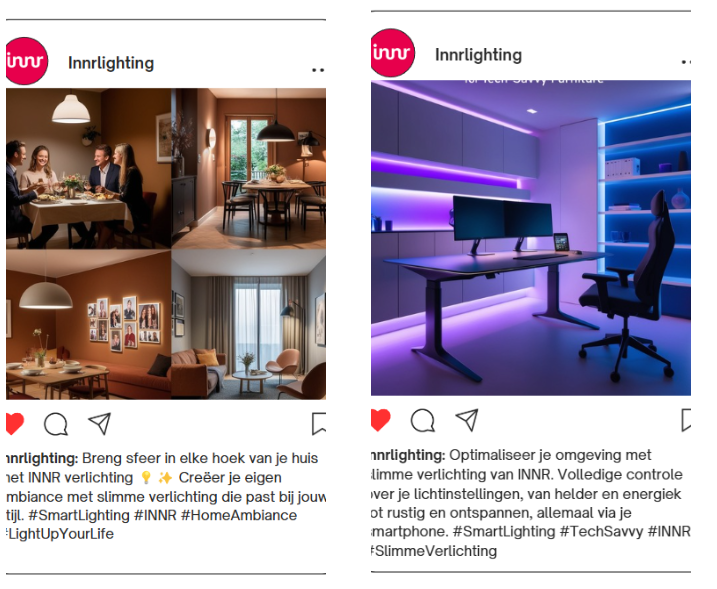 innr
Innrlighting
nnrlighting: Breng sfeer in elke hoek van je huis
net INNR verlichting 💡 ✨ Creëer je eigen
mbiance met slimme verlichting die past bij jouw
tijl. #SmartLighting #INNR #HomeAmbiance
#LightUpYourLife
innr
Innrlighting
for Tech Savvy Furniture
nnrlighting: Optimaliseer je omgeving met
slimme verlichting van INNR. Volledige controle
over je lichtinstellingen, van helder en energiek
tot rustig en ontspannen, allemaal via je
smartphone. #SmartLighting #TechSavvy #INNR
#SlimmeVerlichting